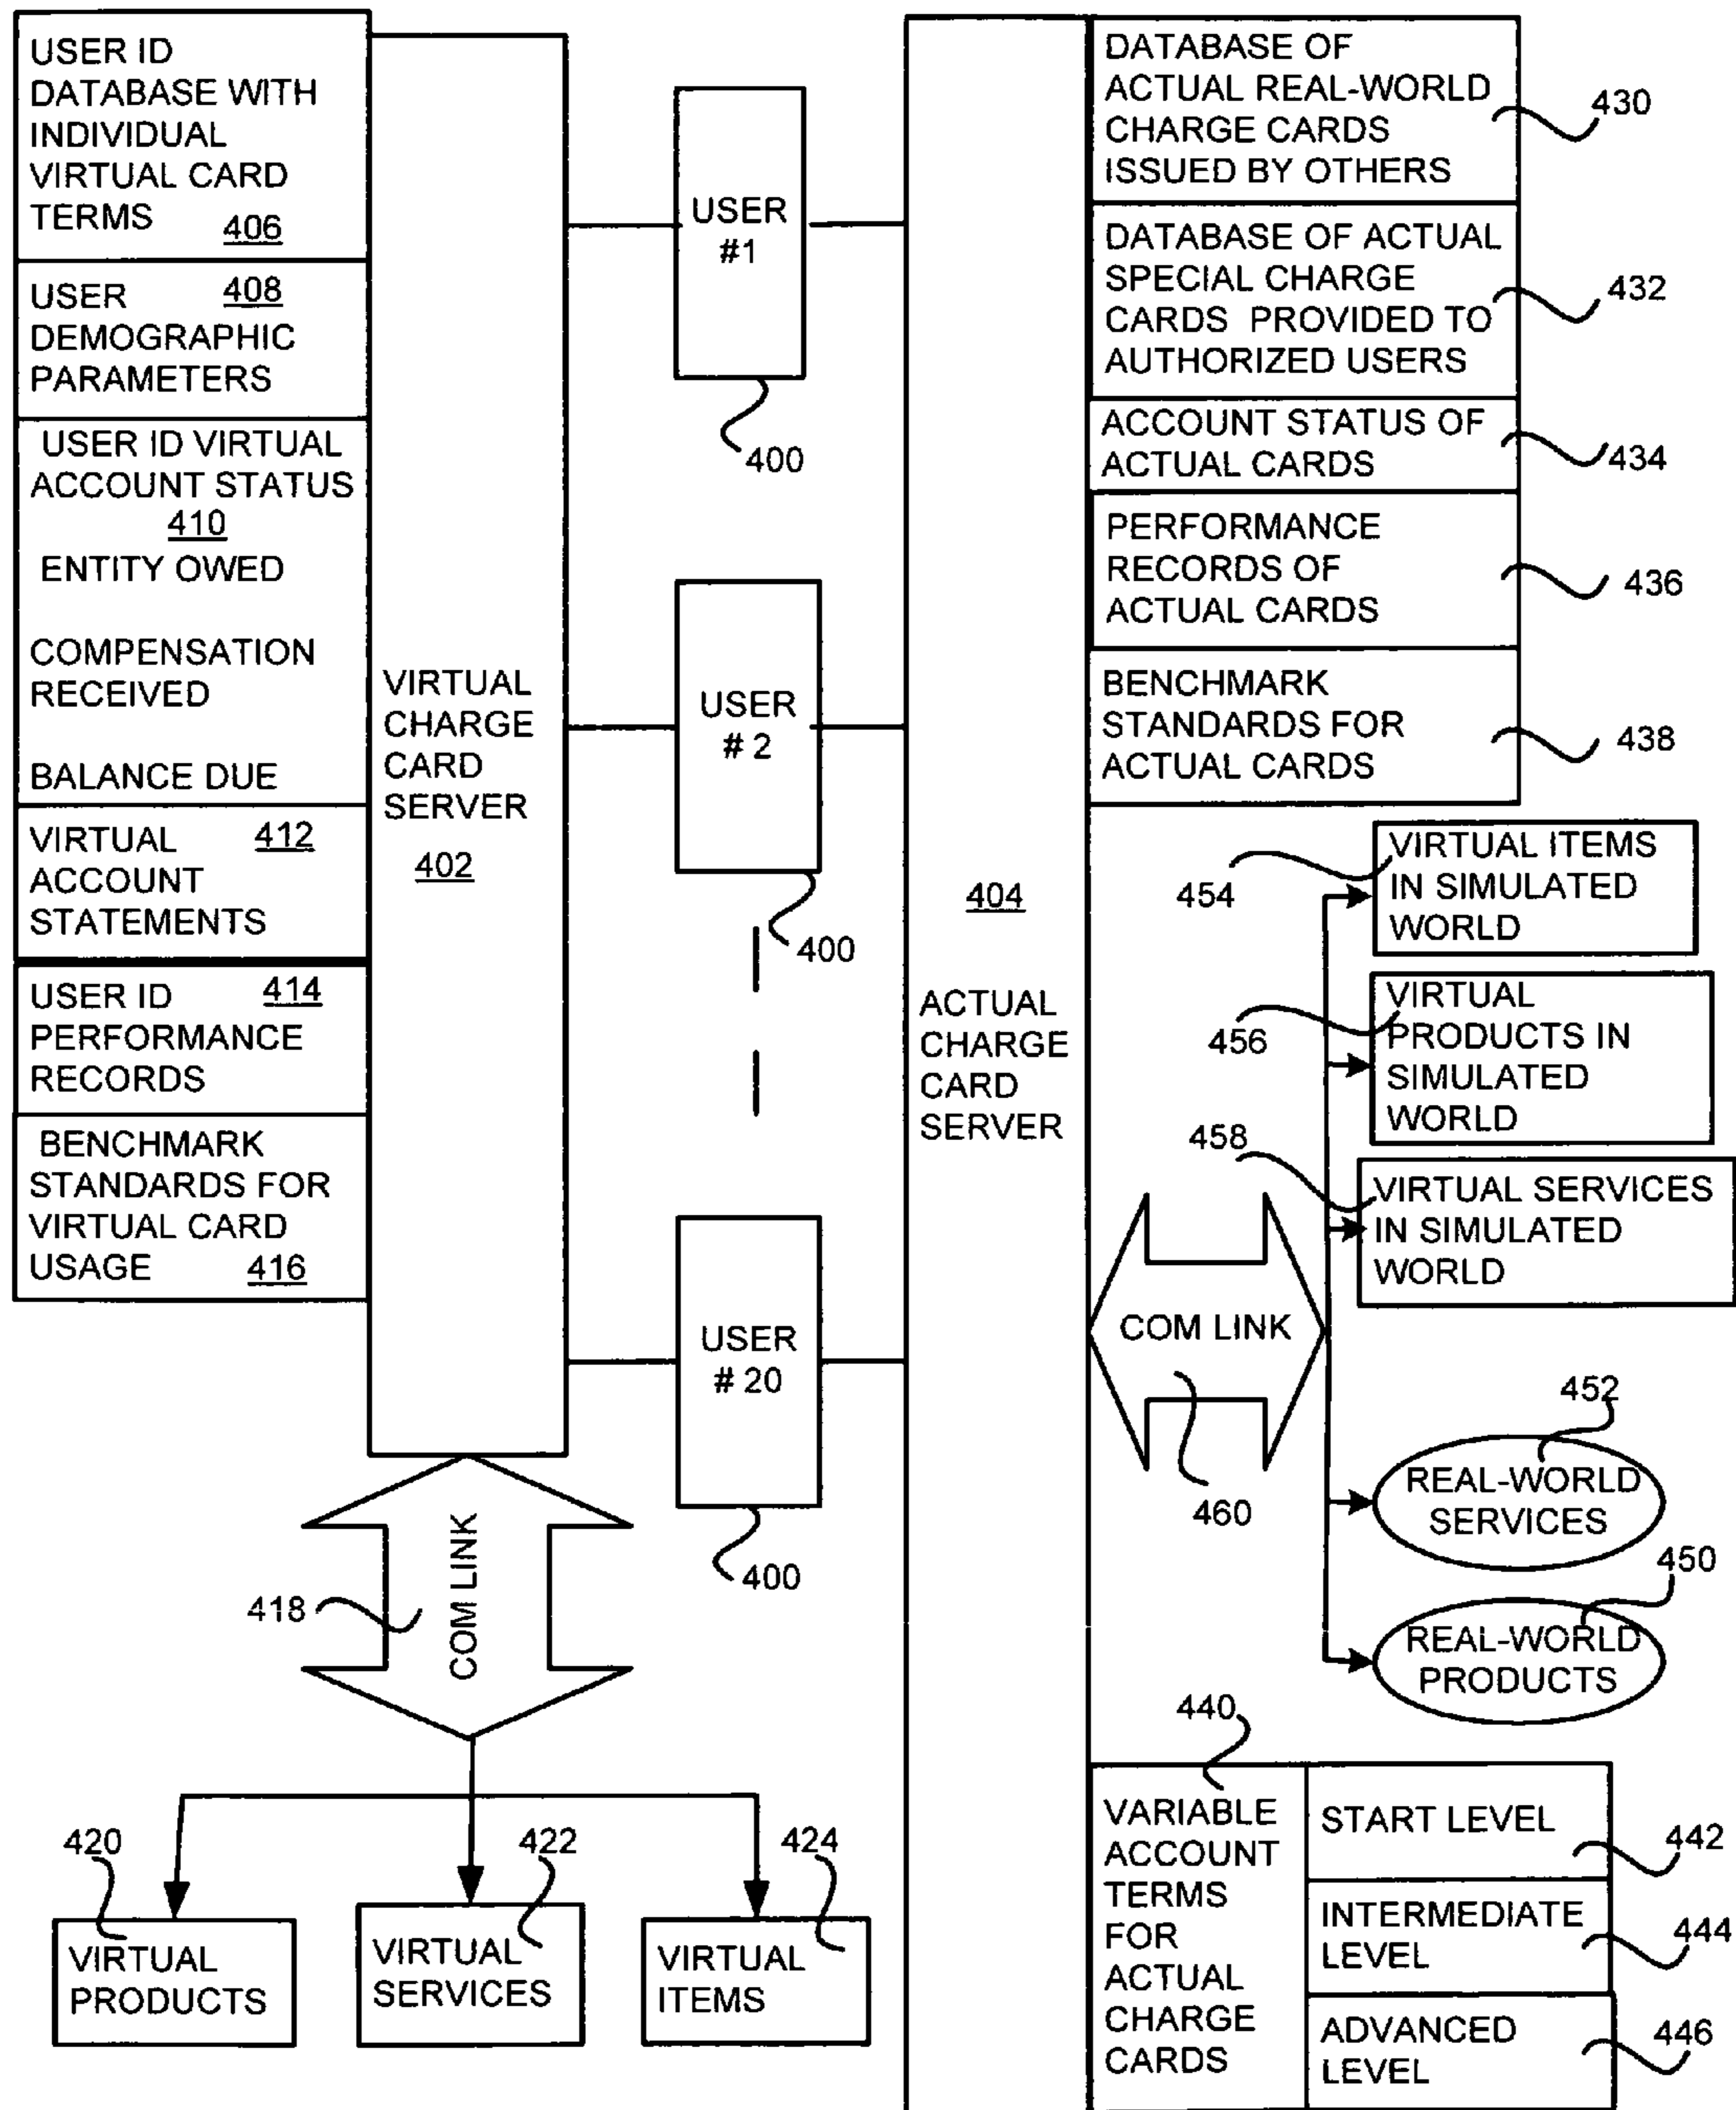 USER ID
DATABASE WITH
INDIVIDUAL
VIRTUAL CARD
TERMS 406
USER 408
DEMOGRAPHIC
PARAMETERS
USER ID VIRTUAL
ACCOUNT STATUS
410
ENTITY OWED
COMPENSATION
RECEIVED
BALANCE DUE
VIRTUAL 412
ACCOUNT
STATEMENTS
USER ID 414
PERFORMANCE
RECORDS
BENCHMARK
STANDARDS FOR
VIRTUAL CARD
USAGE 416
VIRTUAL
CHARGE
CARD
SERVER
402
COM LINK
418
420
VIRTUAL
PRODUCTS
422
VIRTUAL
SERVICES
424
VIRTUAL
ITEMS
USER
#1
400
USER
# 2
400
USER
# 20
400
404
ACTUAL
CHARGE
CARD
SERVER
DATABASE OF
ACTUAL REAL-WORLD
CHARGE CARDS
ISSUED BY OTHERS
430
DATABASE OF ACTUAL
SPECIAL CHARGE
CARDS PROVIDED TO
AUTHORIZED USERS
432
ACCOUNT STATUS OF
ACTUAL CARDS
434
PERFORMANCE
RECORDS OF
ACTUAL CARDS
436
BENCHMARK
STANDARDS FOR
ACTUAL CARDS
438
454
VIRTUAL ITEMS
IN SIMULATED
WORLD
456
VIRTUAL
PRODUCTS IN
SIMULATED
WORLD
458
VIRTUAL SERVICES
IN SIMULATED
WORLD
COM LINK
460
452
REAL-WORLD
SERVICES
450
REAL-WORLD
PRODUCTS
440
VARIABLE
ACCOUNT
TERMS
FOR
ACTUAL
CHARGE
CARDS
START LEVEL
442
INTERMEDIATE
LEVEL
444
ADVANCED
LEVEL
446